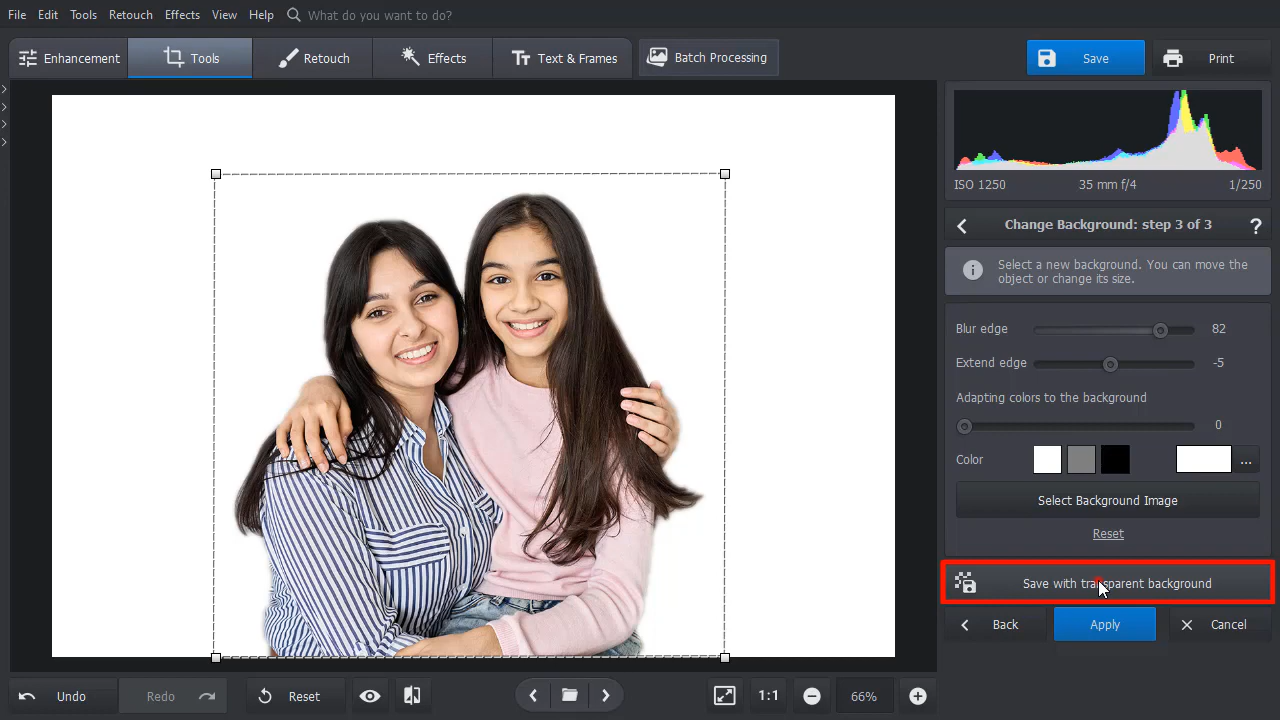 File Edit Tools Retouch Effects View Help What do you want to do?
Enhancement Tools Retouch Effects Text & Frames Batch Processing Save Print
ISO 1250 35 mm f/4 1/250
Change Background: step 3 of 3 ?
Select a new background. You can move the
object or change its size.
Blur edge 82
Extend edge -5
Adapting colors to the background
0
Color ...
Select Background Image
Reset
Save with transparent background
Back Apply Cancel
Undo Redo Reset 1:1 66%